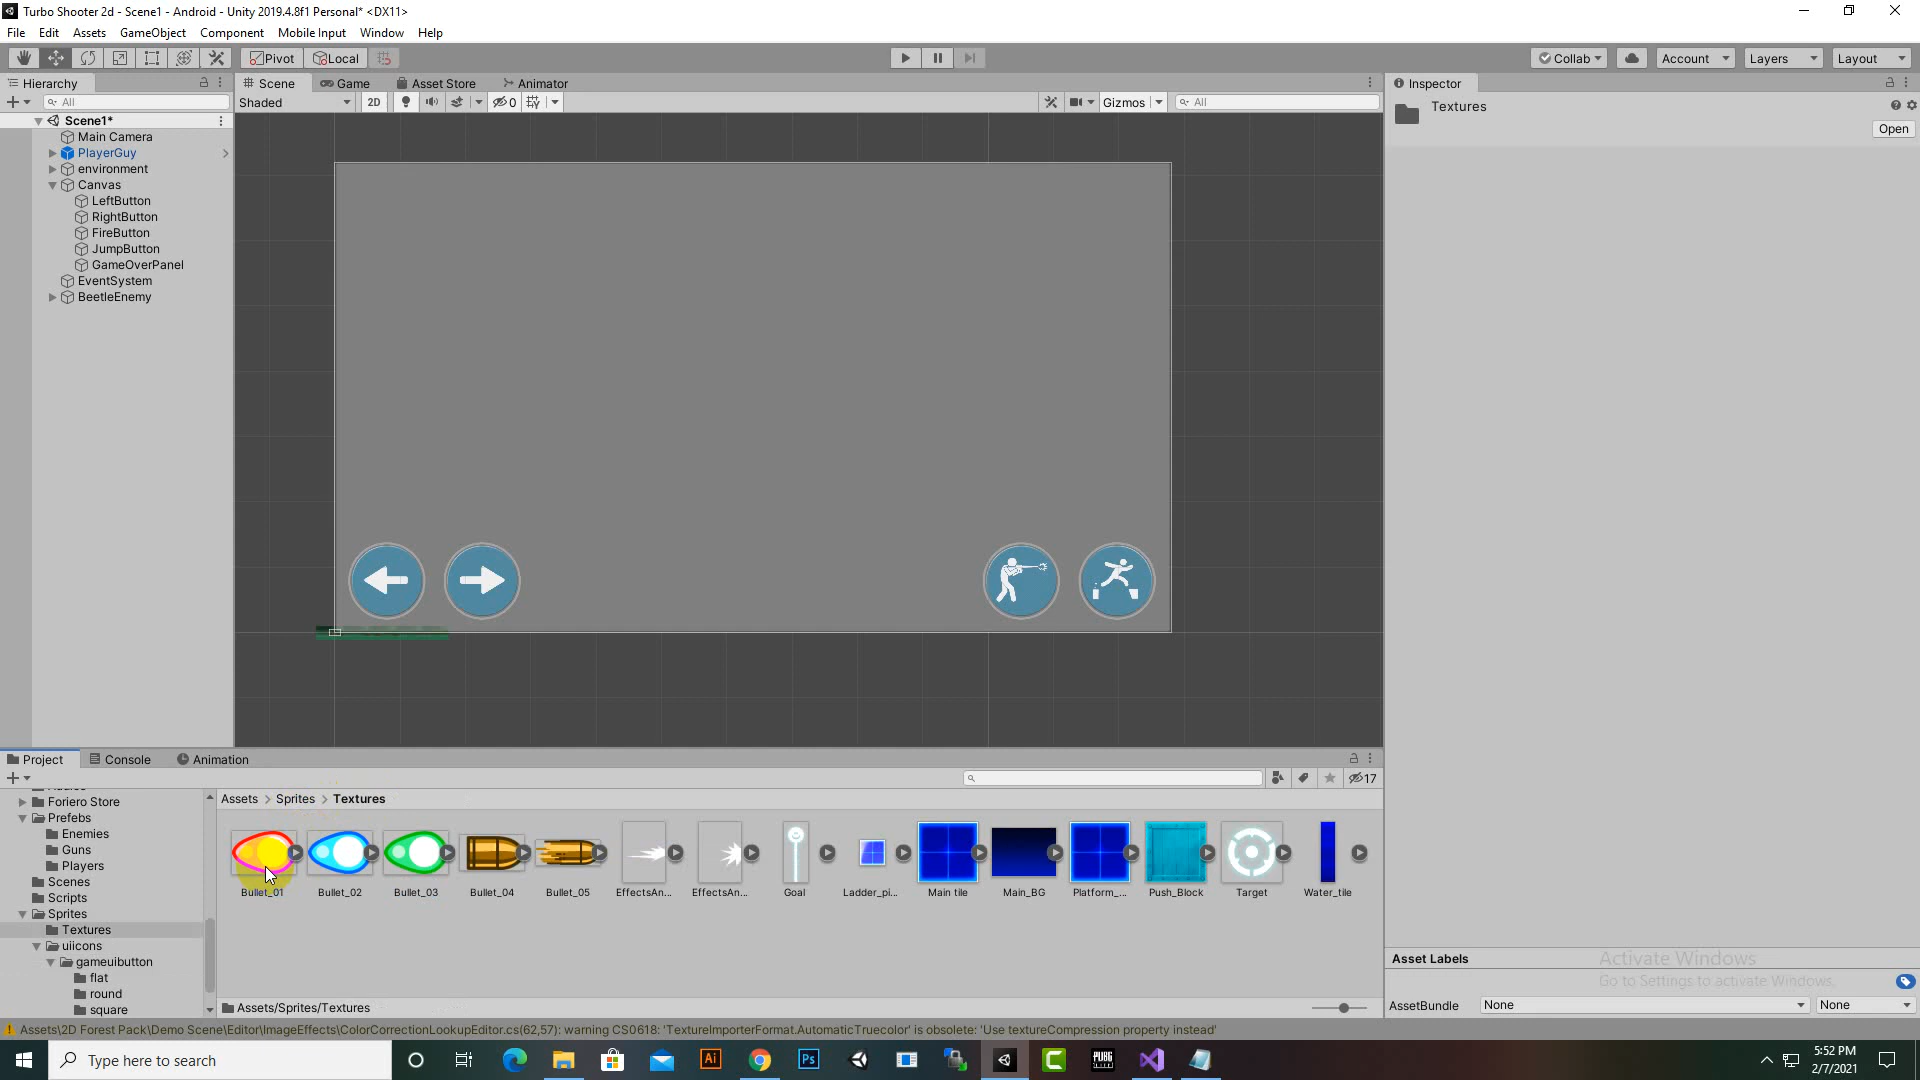 Turbo Shooter 2d - Scene1 - Android - Unity 2019.4.8f1 Personal* <DX11>
File Edit Assets GameObject Component Mobile Input Window Help
Pivot Local Collab Account Layers Layout
Hierarchy Scene Game Asset Store Animator Inspector
All Shaded 2D 0 Gizmos All
Textures
Open
Scene1*
Main Camera
PlayerGuy
environment
Canvas
LeftButton
RightButton
FireButton
JumpButton
GameOverPanel
EventSystem
BeetleEnemy
Project Console Animation
17
Foriero Store
Prefebs
Enemies
Guns
Players
Scenes
Scripts
Sprites
Textures
uiicons
gameuibutton
flat
round
square
Assets > Sprites > Textures
Bullet_01 Bullet_02 Bullet_03 Bullet_04 Bullet_05 EffectsAn... EffectsAn... Goal Ladder_pi... Main tile Main_BG Platform_... Push_Block Target Water_tile
Assets/Sprites/Textures
Asset Labels
Activate Windows
Go to Settings to activate Windows.
AssetBundle None None
Assets\2D Forest Pack\Demo Scene\Editor\ImageEffects\ColorCorrectionLookupEditor.cs(62,57): warning CS0618: 'TextureImporterFormat.AutomaticTruecolor' is obsolete: 'Use textureCompression property instead'
Type here to search
Ai
Ps
PUBG
5:52 PM
2/7/2021